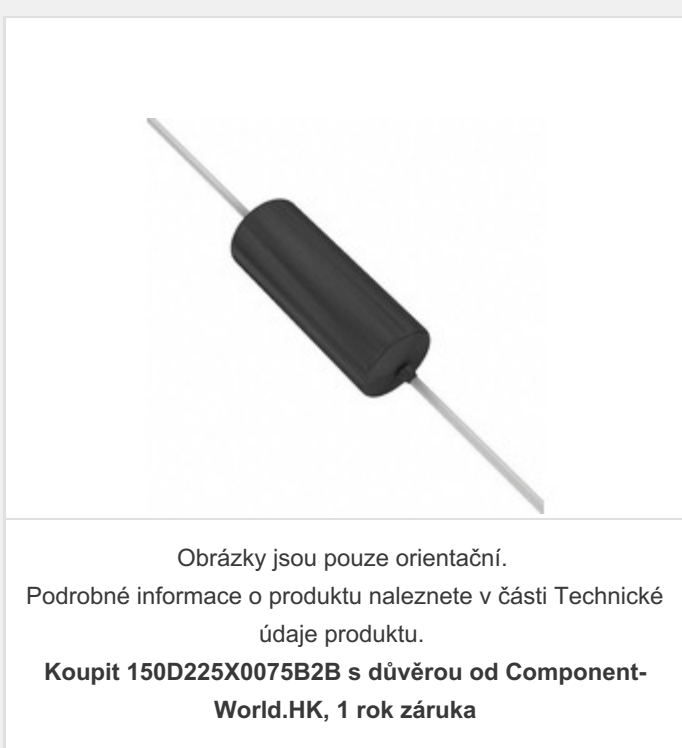 Obrázky jsou pouze orientační.
Podrobné informace o produktu naleznete v části Technické
údaje produktu.
Koupit 150D225X0075B2B s důvěrou od Component-
World.HK, 1 rok záruka